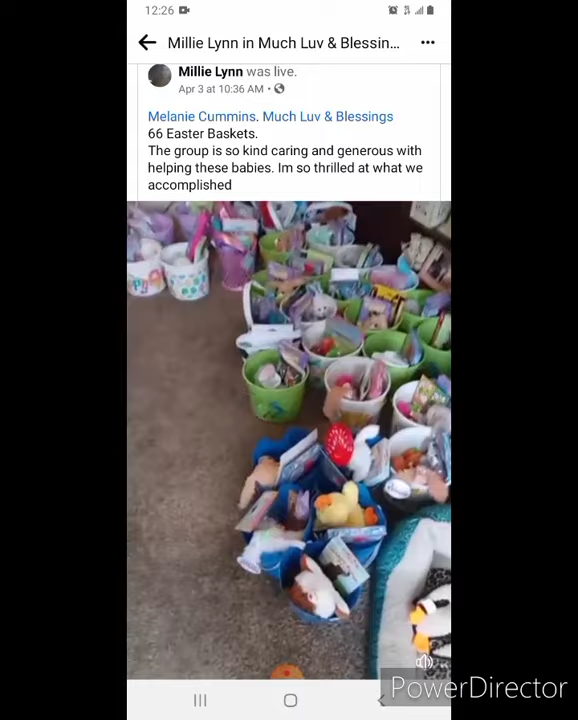 12:26
Millie Lynn in Much Luv & Blessin...
Millie Lynn was live.
Apr 3 at 10:36 AM •
Melanie Cummins. Much Luv & Blessings
66 Easter Baskets.
The group is so kind caring and generous with
helping these babies. Im so thrilled at what we
accomplished
PowerDirector